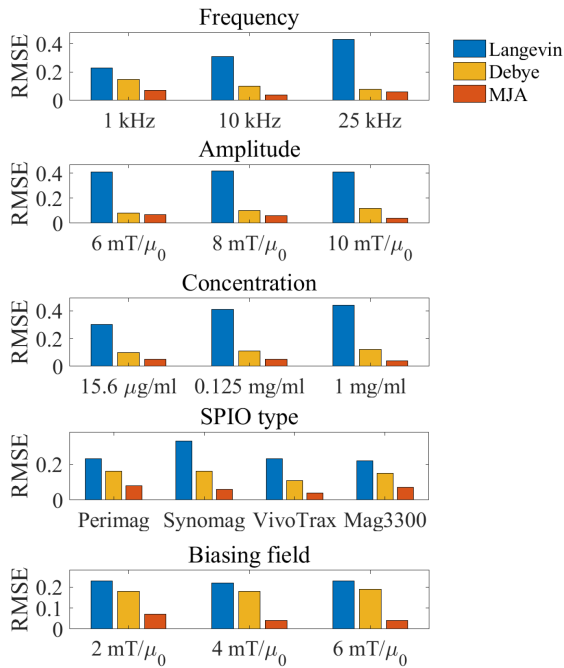 Frequency
RMSE
0.4
0.2
0
1 kHz 10 kHz 25 kHz
Langevin
Debye
MJA
Amplitude
RMSE
0.4
0.2
0
6 mT/μ₀ 8 mT/μ₀ 10 mT/μ₀
Concentration
RMSE
0.4
0.2
0
15.6 μg/ml 0.125 mg/ml 1 mg/ml
SPIO type
RMSE
0.2
0
Perimag Synomag VivoTrax Mag3300
Biasing field
RMSE
0.2
0.1
0
2 mT/μ₀ 4 mT/μ₀ 6 mT/μ₀